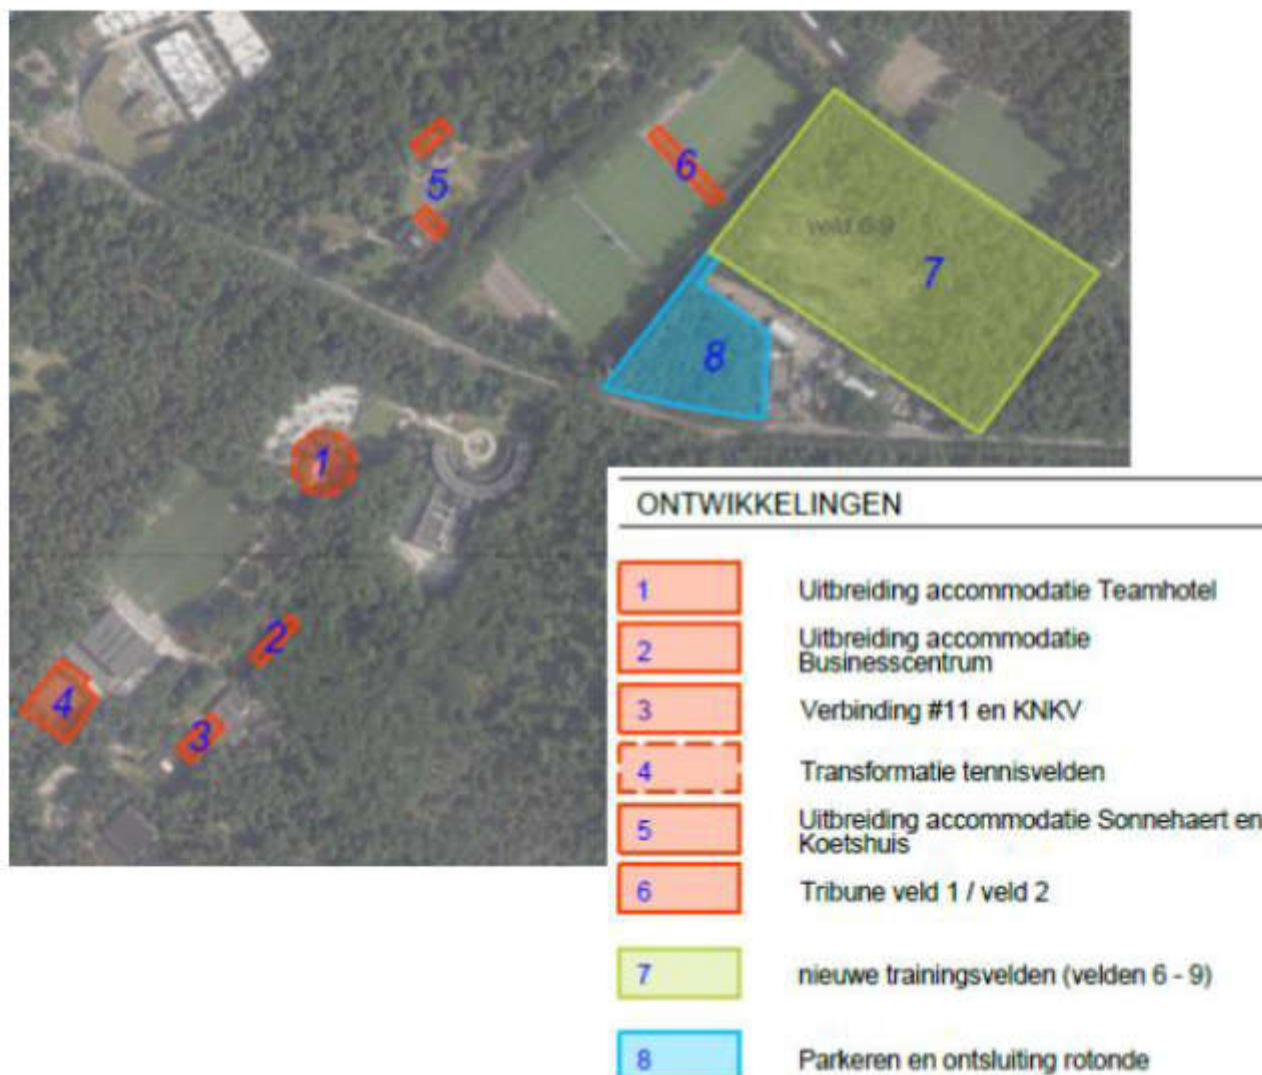 5
6
veld 6-9
7
8
1
2
4
3
ONTWIKKELINGEN
1 Uitbreiding accommodatie Teamhotel
2 Uitbreiding accommodatie
Businesscentrum
3 Verbinding #11 en KNKV
4 Transformatie tennisvelden
5 Uitbreiding accommodatie Sonnehaert en
Koetshuis
6 Tribune veld 1 / veld 2
7 nieuwe trainingsvelden (velden 6 - 9)
8 Parkeren en ontsluiting rotonde